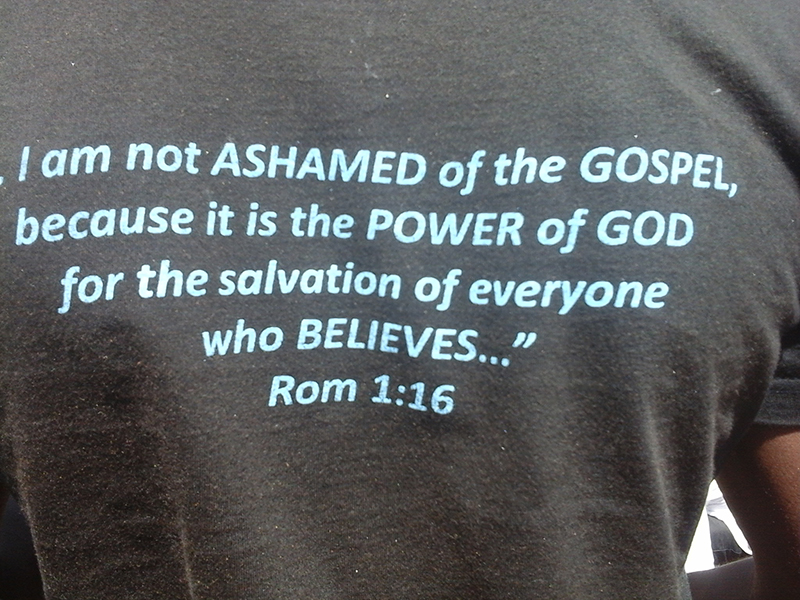 , I am not ASHAMED of the GOSPEL,
because it is the POWER of GOD
for the salvation of everyone
who BELIEVES...”
Rom 1:16